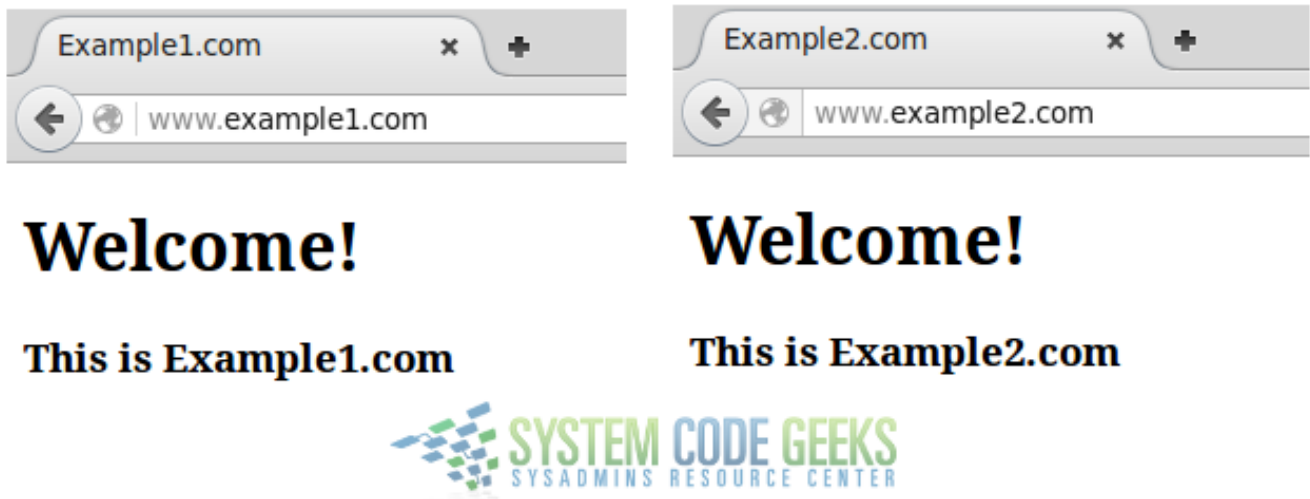 Example1.com
www.example1.com
Welcome!
This is Example1.com
Example2.com
www.example2.com
Welcome!
This is Example2.com
SYSTEM CODE GEEKS
SYSADMINS RESOURCE CENTER